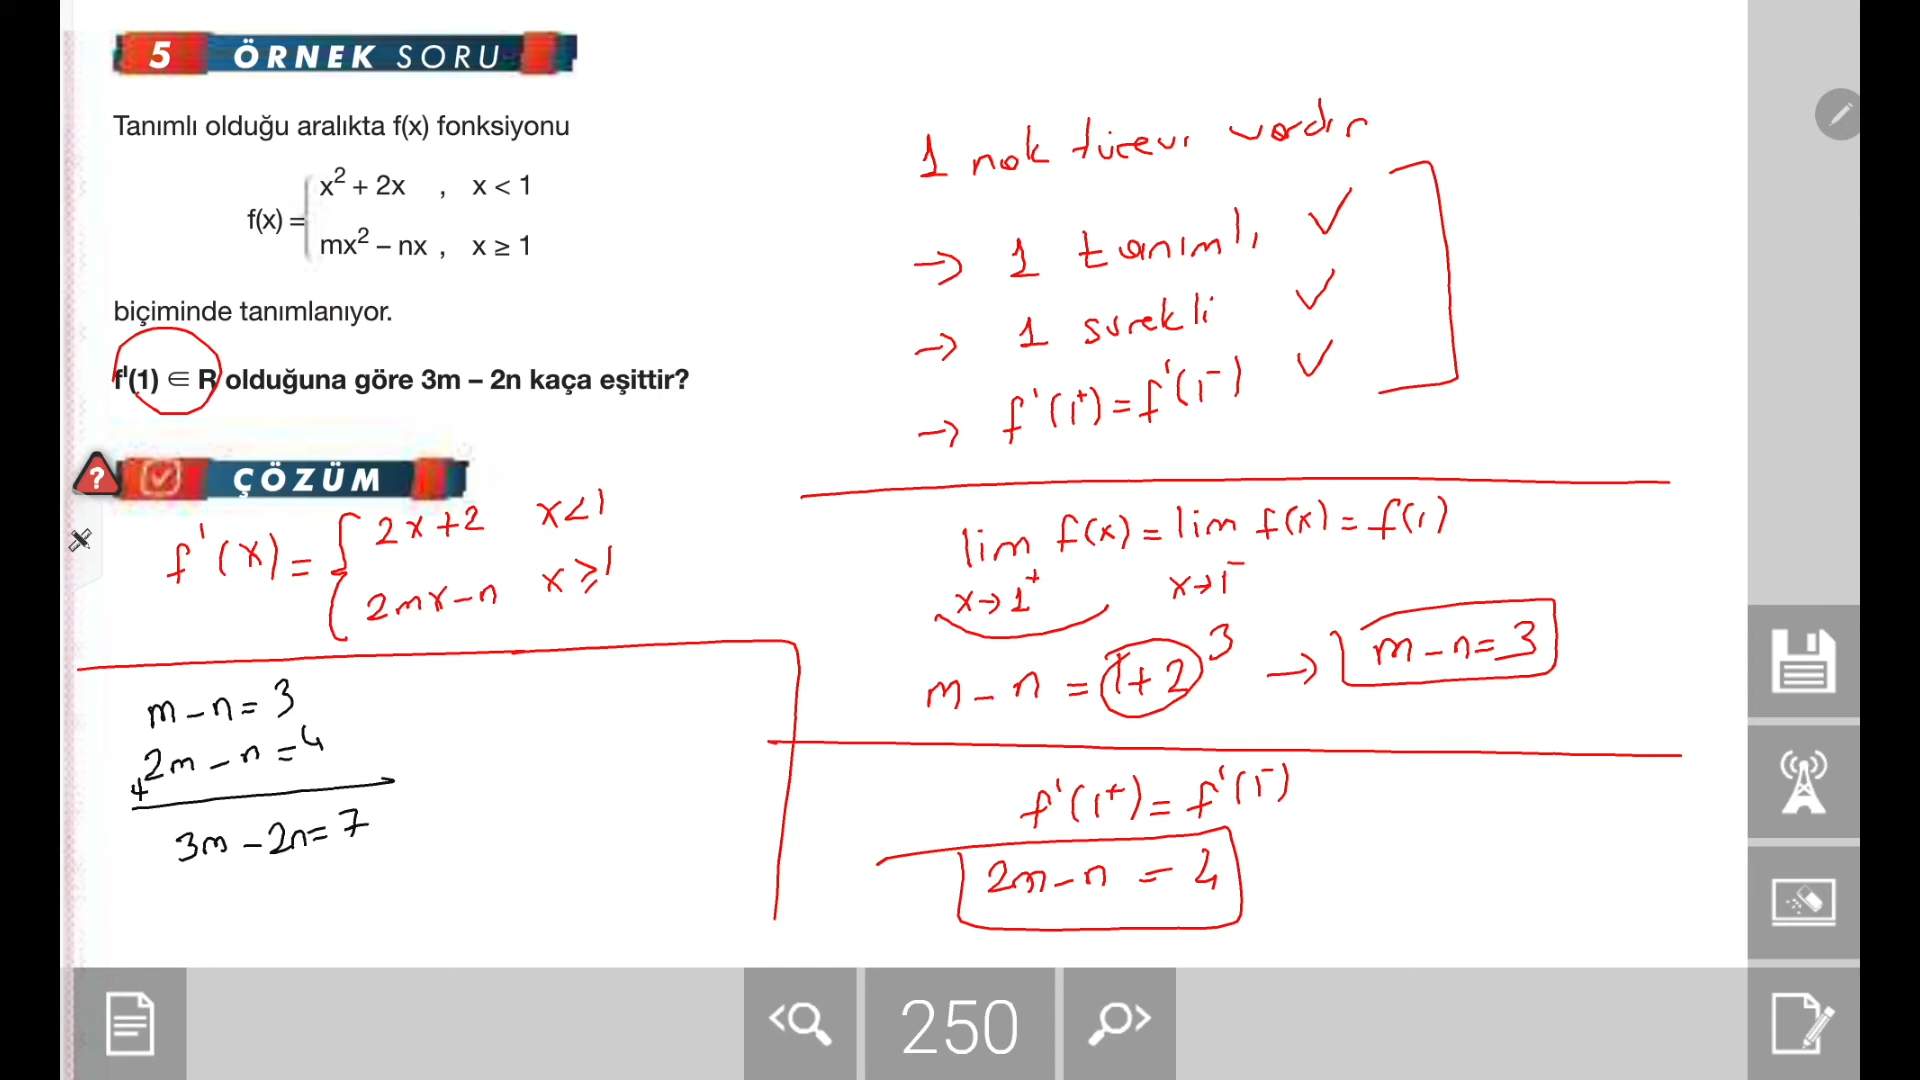 5 ÖRNEK SORU
Tanımlı olduğu aralıkta f(x) fonksiyonu
f(x) = { x² + 2x , x < 1
mx² – nx , x ≥ 1
biçiminde tanımlanıyor.
f'(1) ∈ R olduğuna göre 3m – 2n kaça eşittir?
? ÇÖZÜM
f'(x) = { 2x+2 x<1
2mx-n x≥1
m-n=3
2m-n=4
+
3m-2n=7
1 nok türevi vardır
→ 1 tanımlı ✓
→ 1 sürekli ✓
→ f'(1⁺)=f'(1⁻) ✓
lim f(x) = lim f(x) = f(1)
x→1⁺ x→1⁻
m-n = 1+2 3 → m-n=3
f'(1⁺)=f'(1⁻)
2m-n = 4
250